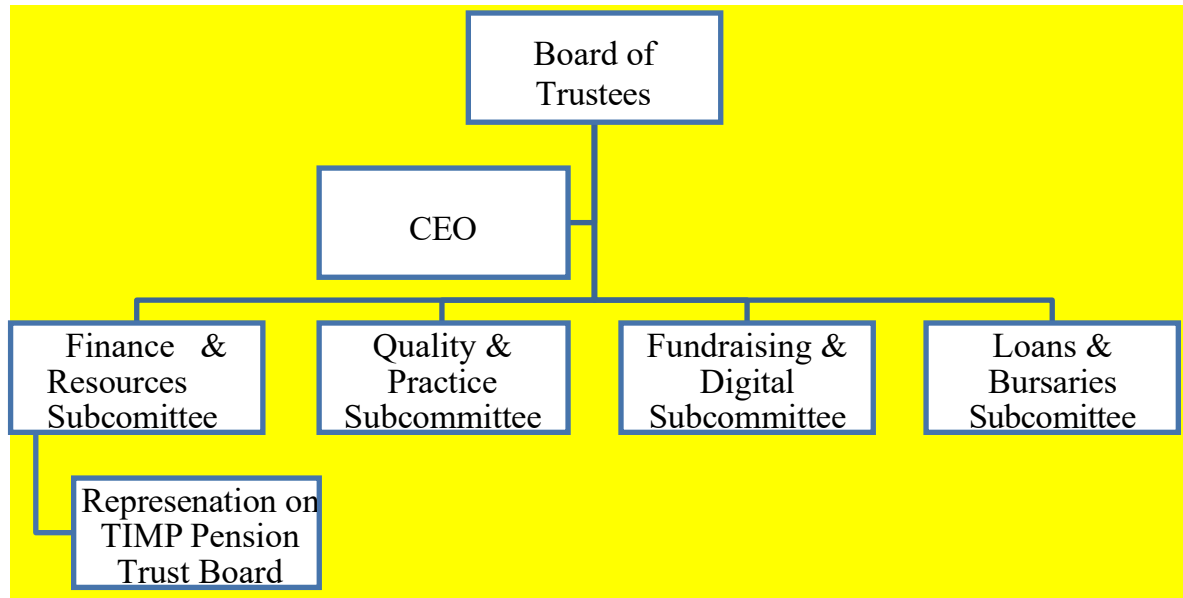 Board of
Trustees
CEO
Finance &
Resources
Subcomittee
Quality &
Practice
Subcommittee
Fundraising &
Digital
Subcommittee
Loans &
Bursaries
Subcomittee
Represenation on
TIMP Pension
Trust Board